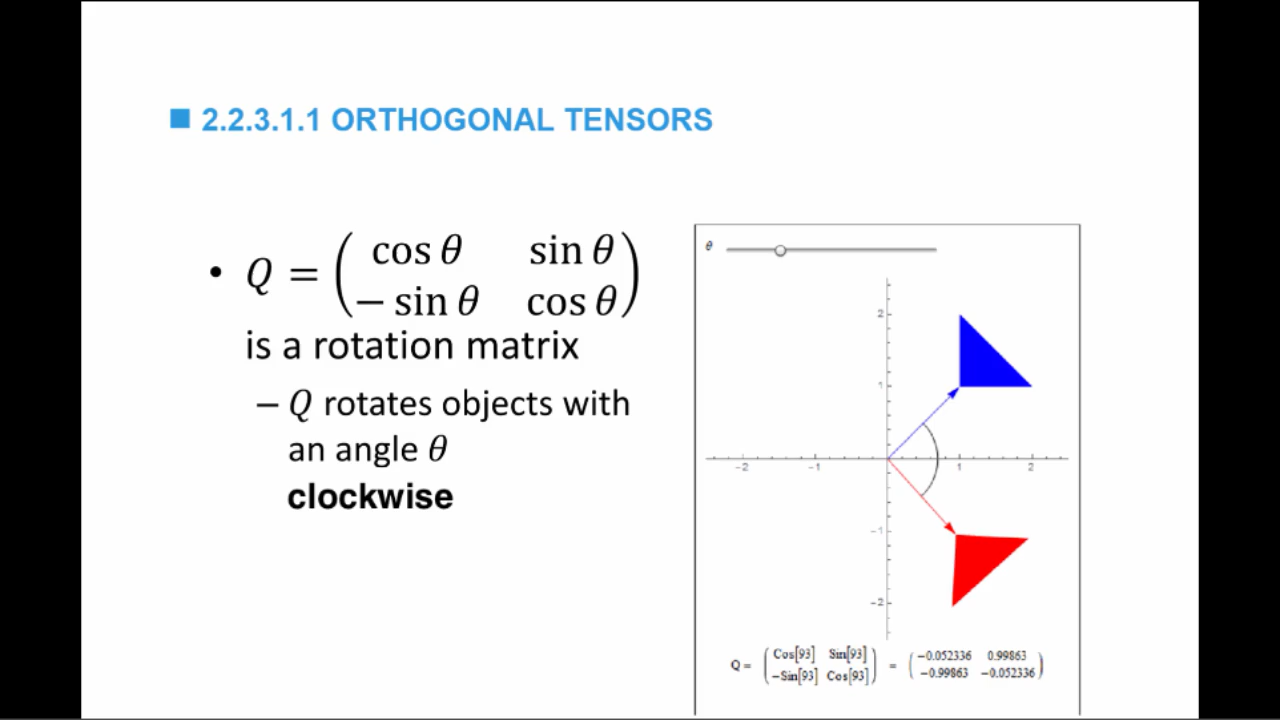 2.2.3.1.1 ORTHOGONAL TENSORS
• Q = ( cos θ sin θ
− sin θ cos θ )
is a rotation matrix
– Q rotates objects with
an angle θ
clockwise
θ
2
1
-2 -1 1 2
-1
-2
Q = ( Cos[93] Sin[93]
-Sin[93] Cos[93] ) = ( -0.052336 0.99863
-0.99863 -0.052336 )